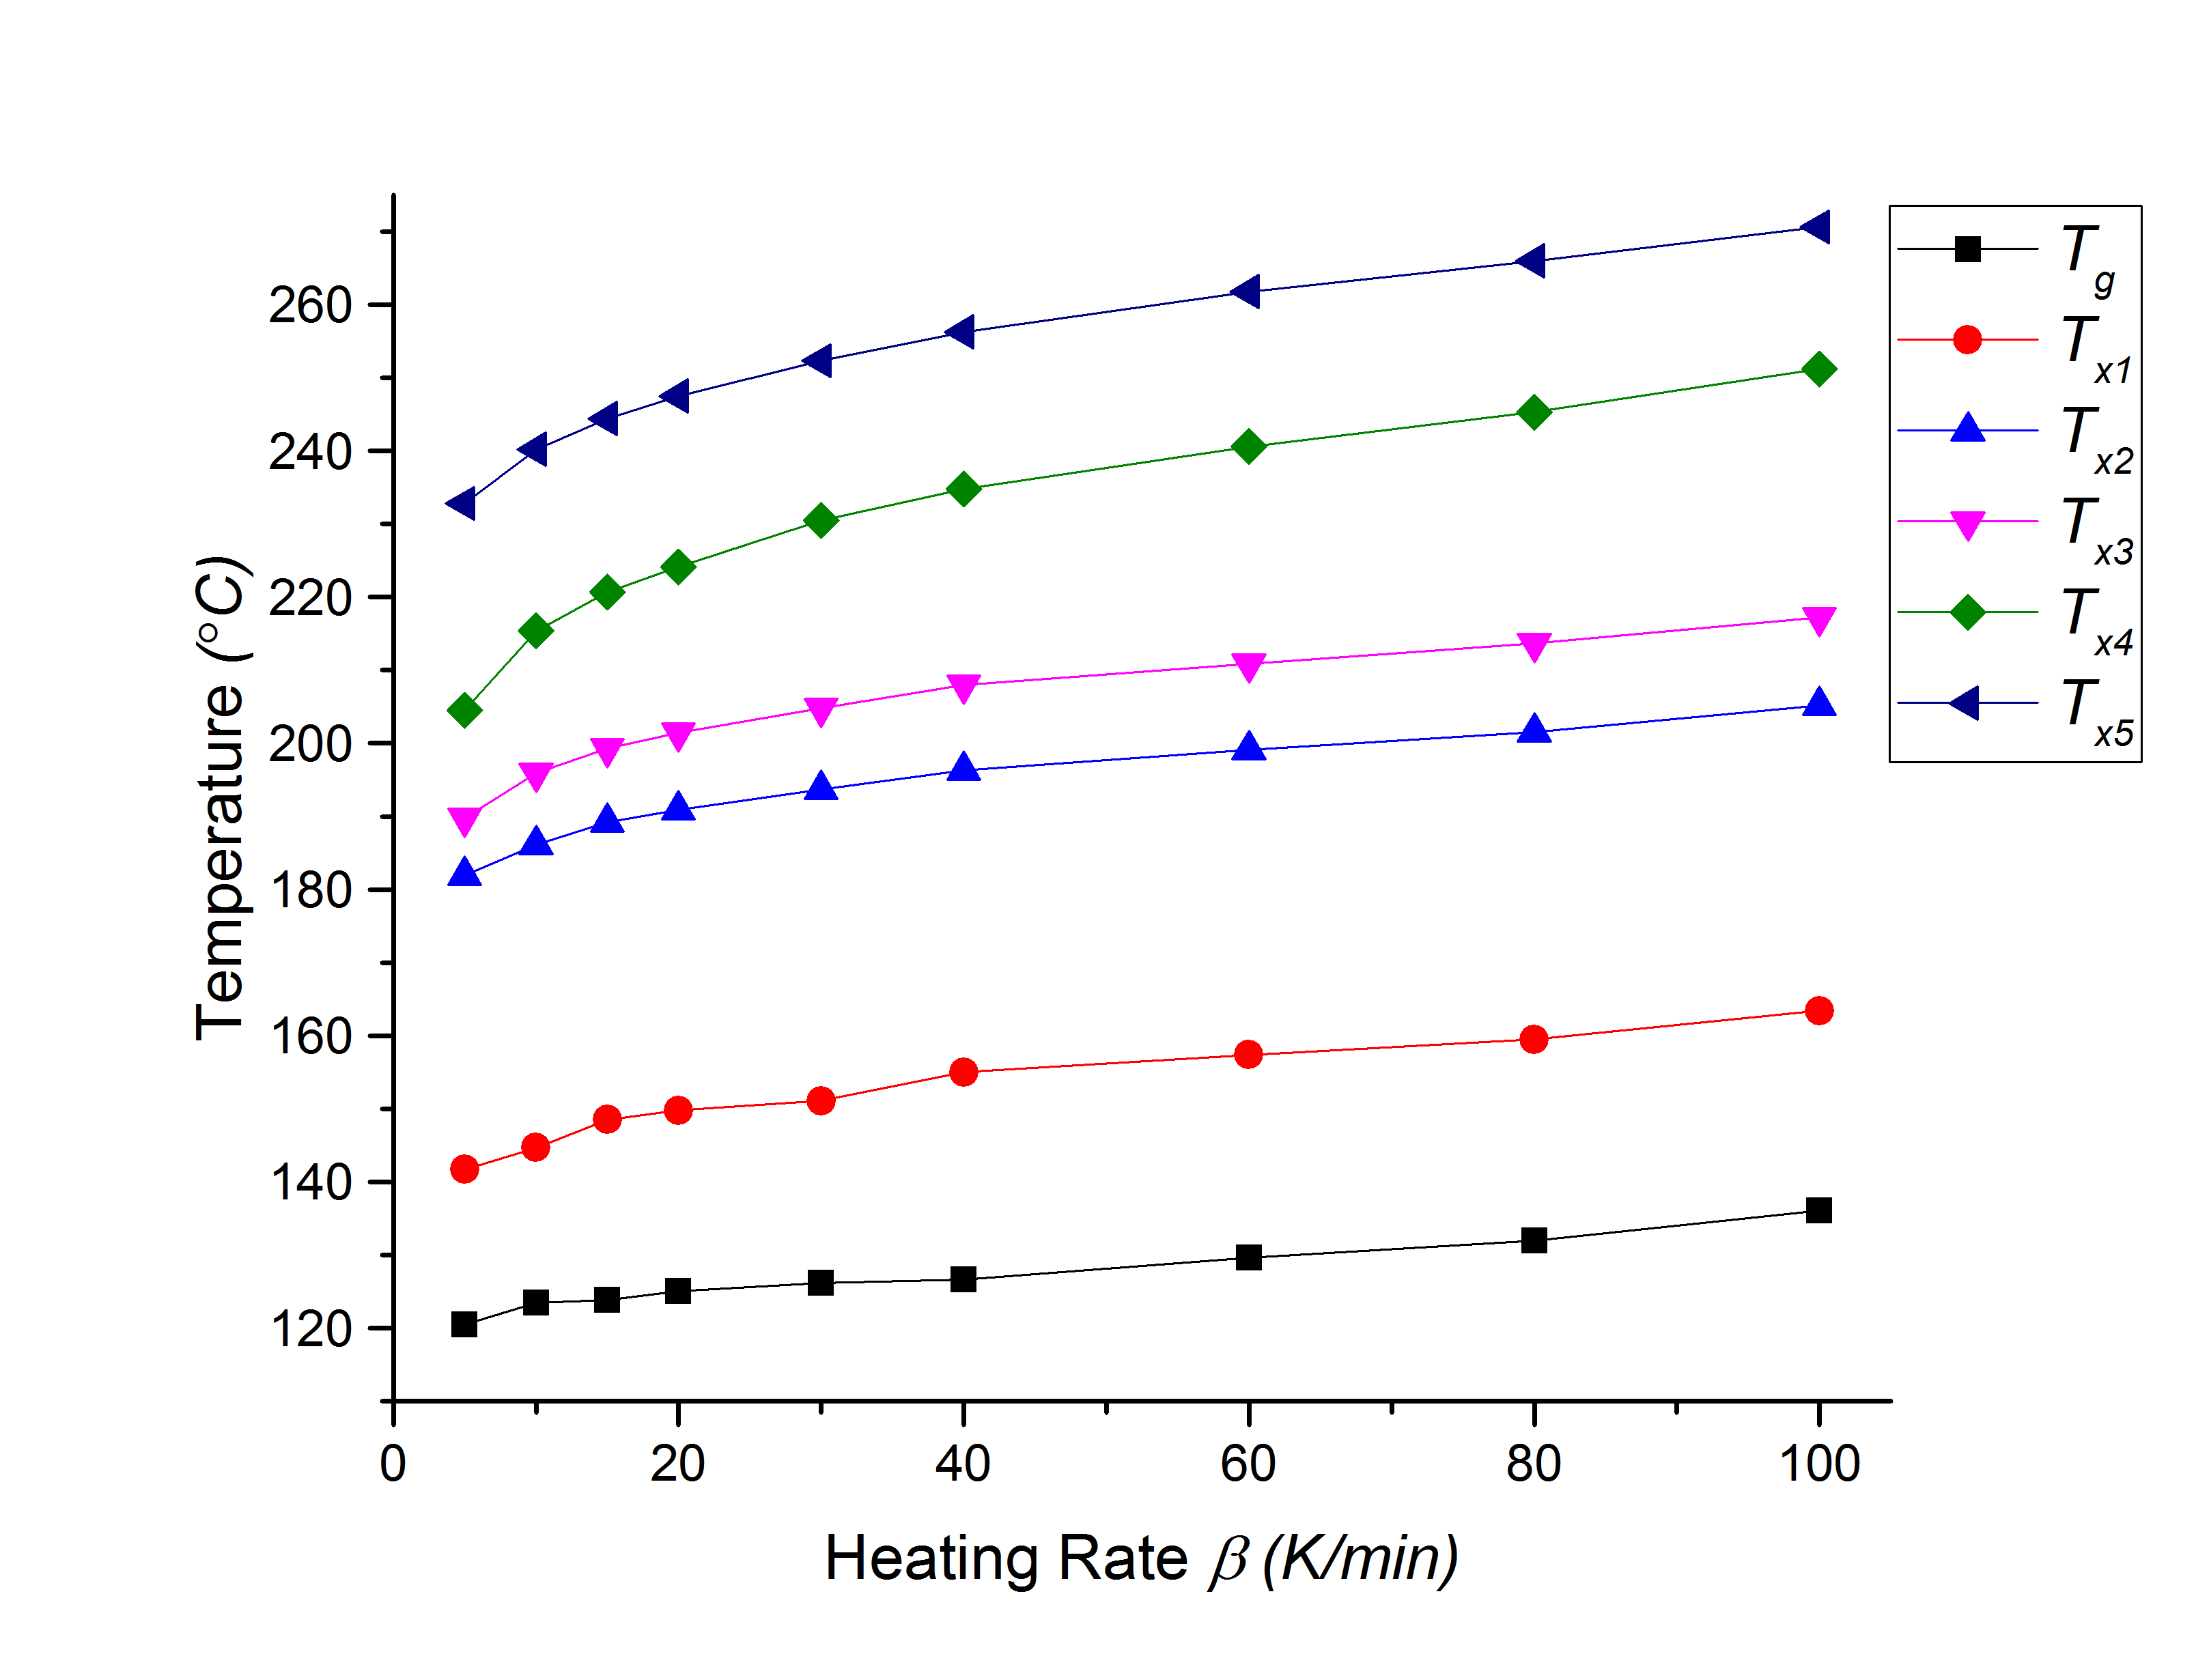 Temperature (°C)
260
240
220
200
180
160
140
120
0 20 40 60 80 100
Heating Rate β (K/min)
Tg
Tx1
Tx2
Tx3
Tx4
Tx5